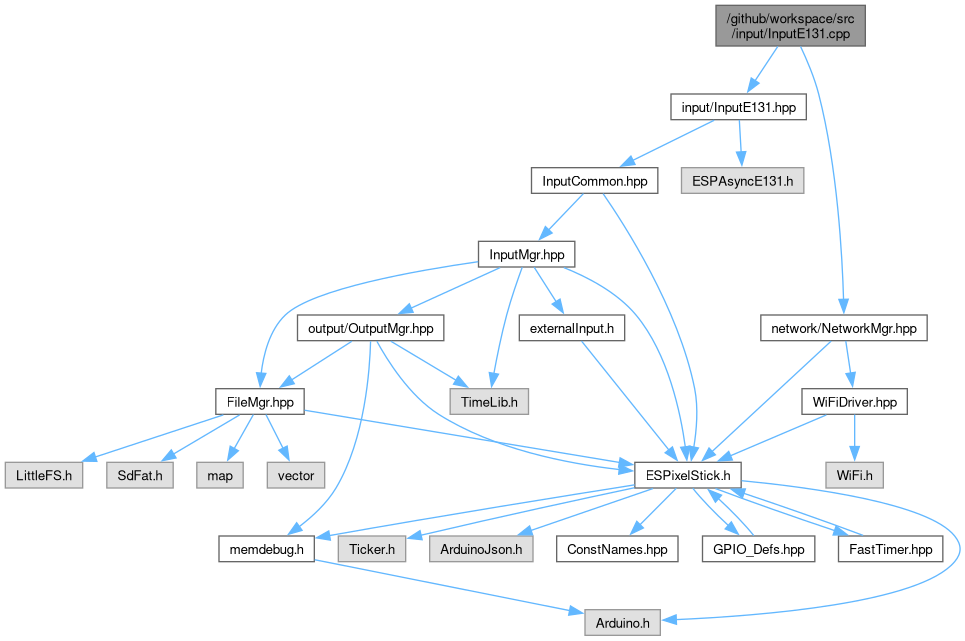 /github/workspace/src
/input/InputE131.cpp
input/InputE131.hpp
InputCommon.hpp
ESPAsyncE131.h
InputMgr.hpp
output/OutputMgr.hpp
externalInput.h
network/NetworkMgr.hpp
FileMgr.hpp
TimeLib.h
WiFiDriver.hpp
LittleFS.h
SdFat.h
map
vector
ESPixelStick.h
WiFi.h
memdebug.h
Ticker.h
ArduinoJson.h
ConstNames.hpp
GPIO_Defs.hpp
FastTimer.hpp
Arduino.h